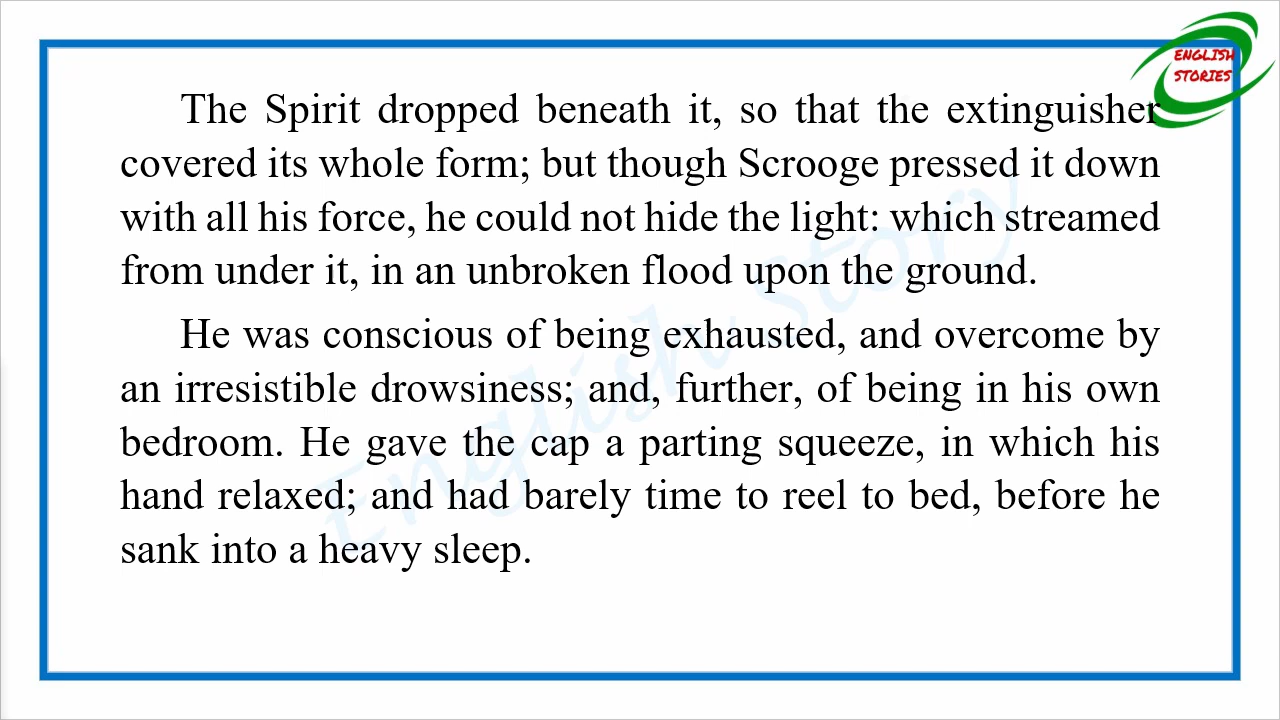 ENGLISH
STORIES
The Spirit dropped beneath it, so that the extinguisher
covered its whole form; but though Scrooge pressed it down
with all his force, he could not hide the light: which streamed
from under it, in an unbroken flood upon the ground.
He was conscious of being exhausted, and overcome by
an irresistible drowsiness; and, further, of being in his own
bedroom. He gave the cap a parting squeeze, in which his
hand relaxed; and had barely time to reel to bed, before he
sank into a heavy sleep.
English Story